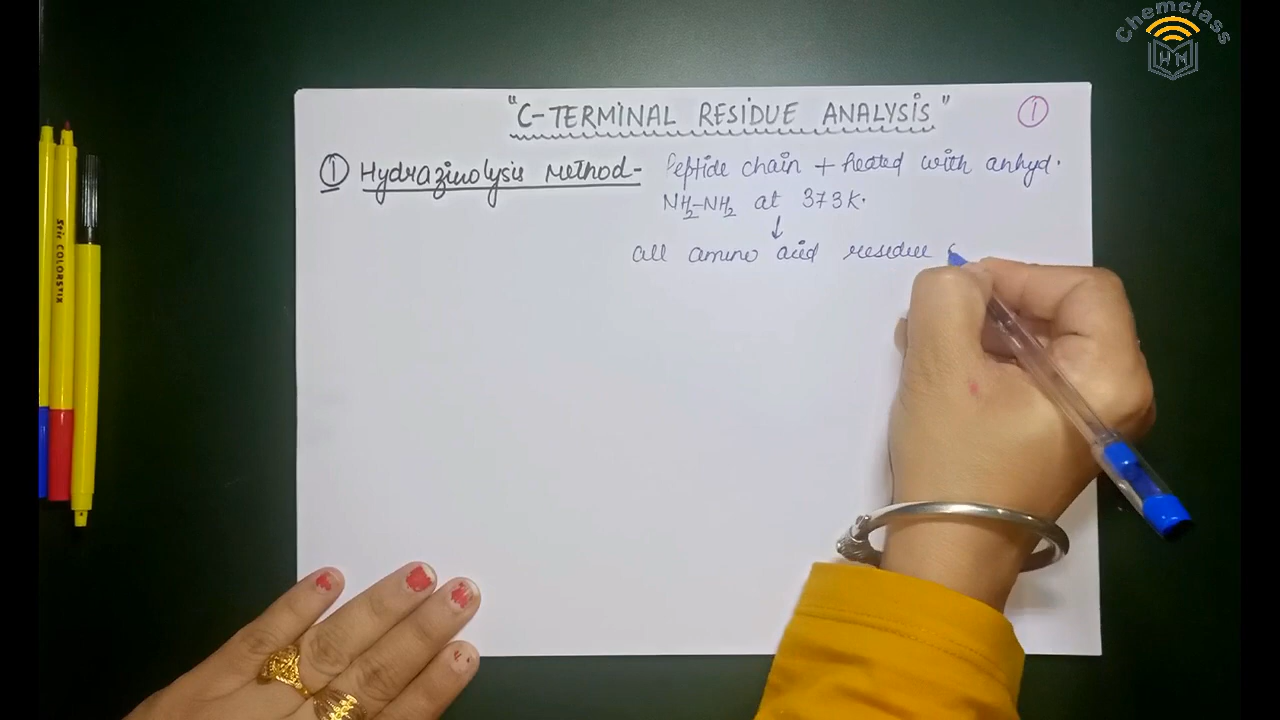 Chemclass
HM
"C-TERMINAL RESIDUE ANALYSIS" 1
1 Hydrazinolysis Method- Peptide chain + heated with anhyd.
NH2-NH2 at 373K.
↓
all amino acid residue
Stic COLORSTIX